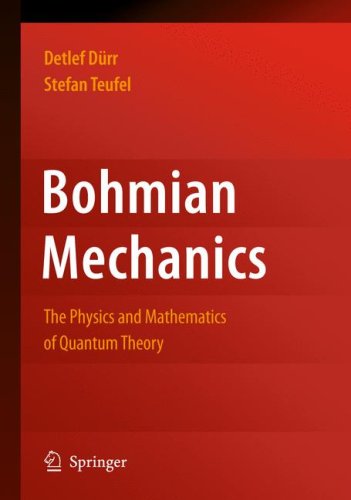 Detlef Dürr
Stefan Teufel
Bohmian
Mechanics
The Physics and Mathematics
of Quantum Theory
Springer